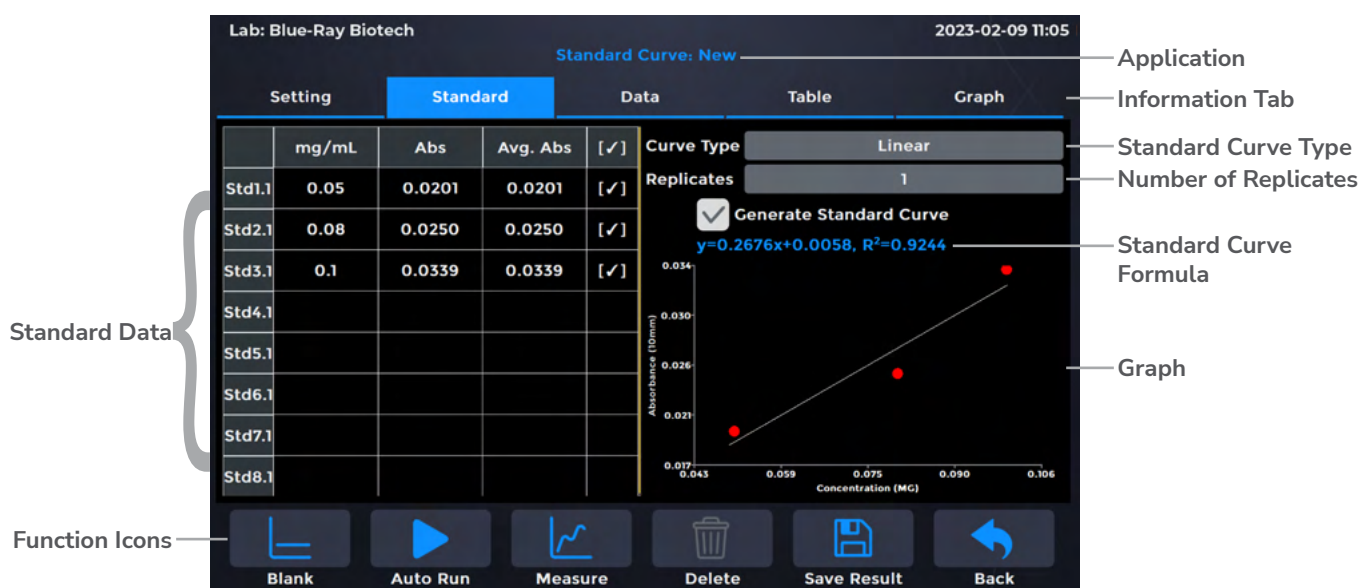 Lab: Blue-Ray Biotech 2023-02-09 11:05
Standard Curve: New
Application
Setting Standard Data Table Graph
Information Tab
mg/mL Abs Avg. Abs [✓]
Std1.1 0.05 0.0201 0.0201 [✓]
Std2.1 0.08 0.0250 0.0250 [✓]
Std3.1 0.1 0.0339 0.0339 [✓]
Std4.1
Std5.1
Std6.1
Std7.1
Std8.1
Standard Data
Curve Type Linear
Standard Curve Type
Replicates 1
Number of Replicates
Generate Standard Curve
y=0.2676x+0.0058, R²=0.9244
Standard Curve
Formula
0.034
0.030
0.026
0.021
0.017
Absorbance (10mm)
0.043 0.059 0.075 0.090 0.106
Concentration (MG)
Graph
Function Icons
Blank Auto Run Measure Delete Save Result Back